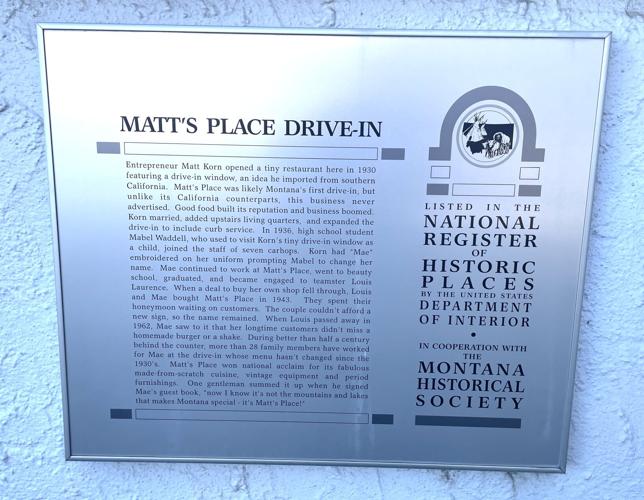 MATT'S PLACE DRIVE-IN
Entrepreneur Matt Korn opened a tiny restaurant here in 1930
featuring a drive-in window, an idea he imported from southern
California. Matt's Place was likely Montana's first drive-in, but
unlike its California counterparts, this business never
advertised. Good food built its reputation and business boomed.
Korn married, added upstairs living quarters, and expanded the
drive-in to include curb service. In 1936, high school student
Mabel Waddell, who used to visit Korn's tiny drive-in window as
a child, joined the staff of seven carhops. Korn had "Mae"
embroidered on her uniform prompting Mabel to change her
name. Mae continued to work at Matt's Place, went to beauty
school, graduated, and became engaged to teamster Louis
Laurence. When a deal to buy her own shop fell through, Louis
and Mae bought Matt's Place in 1943. They spent their
honeymoon waiting on customers. The couple couldn't afford a
new sign, so the name remained. When Louis passed away in
1962, Mae saw to it that her longtime customers didn't miss a
homemade burger or a shake. During better than half a century
behind the counter, more than 28 family members have worked
for Mae at the drive-in whose menu hasn't changed since the
1930's. Matt's Place won national acclaim for its fabulous
made-from-scratch cuisine, vintage equipment and period
furnishings. One gentleman summed it up when he signed
Mae's guest book, "now I know it's not the mountains and lakes
that makes Montana special - it's Matt's Place!"
LISTED IN THE
NATIONAL
REGISTER
OF
HISTORIC
PLACES
BY THE UNITED STATES
DEPARTMENT
OF INTERIOR
•
IN COOPERATION WITH
THE
MONTANA
HISTORICAL
SOCIETY